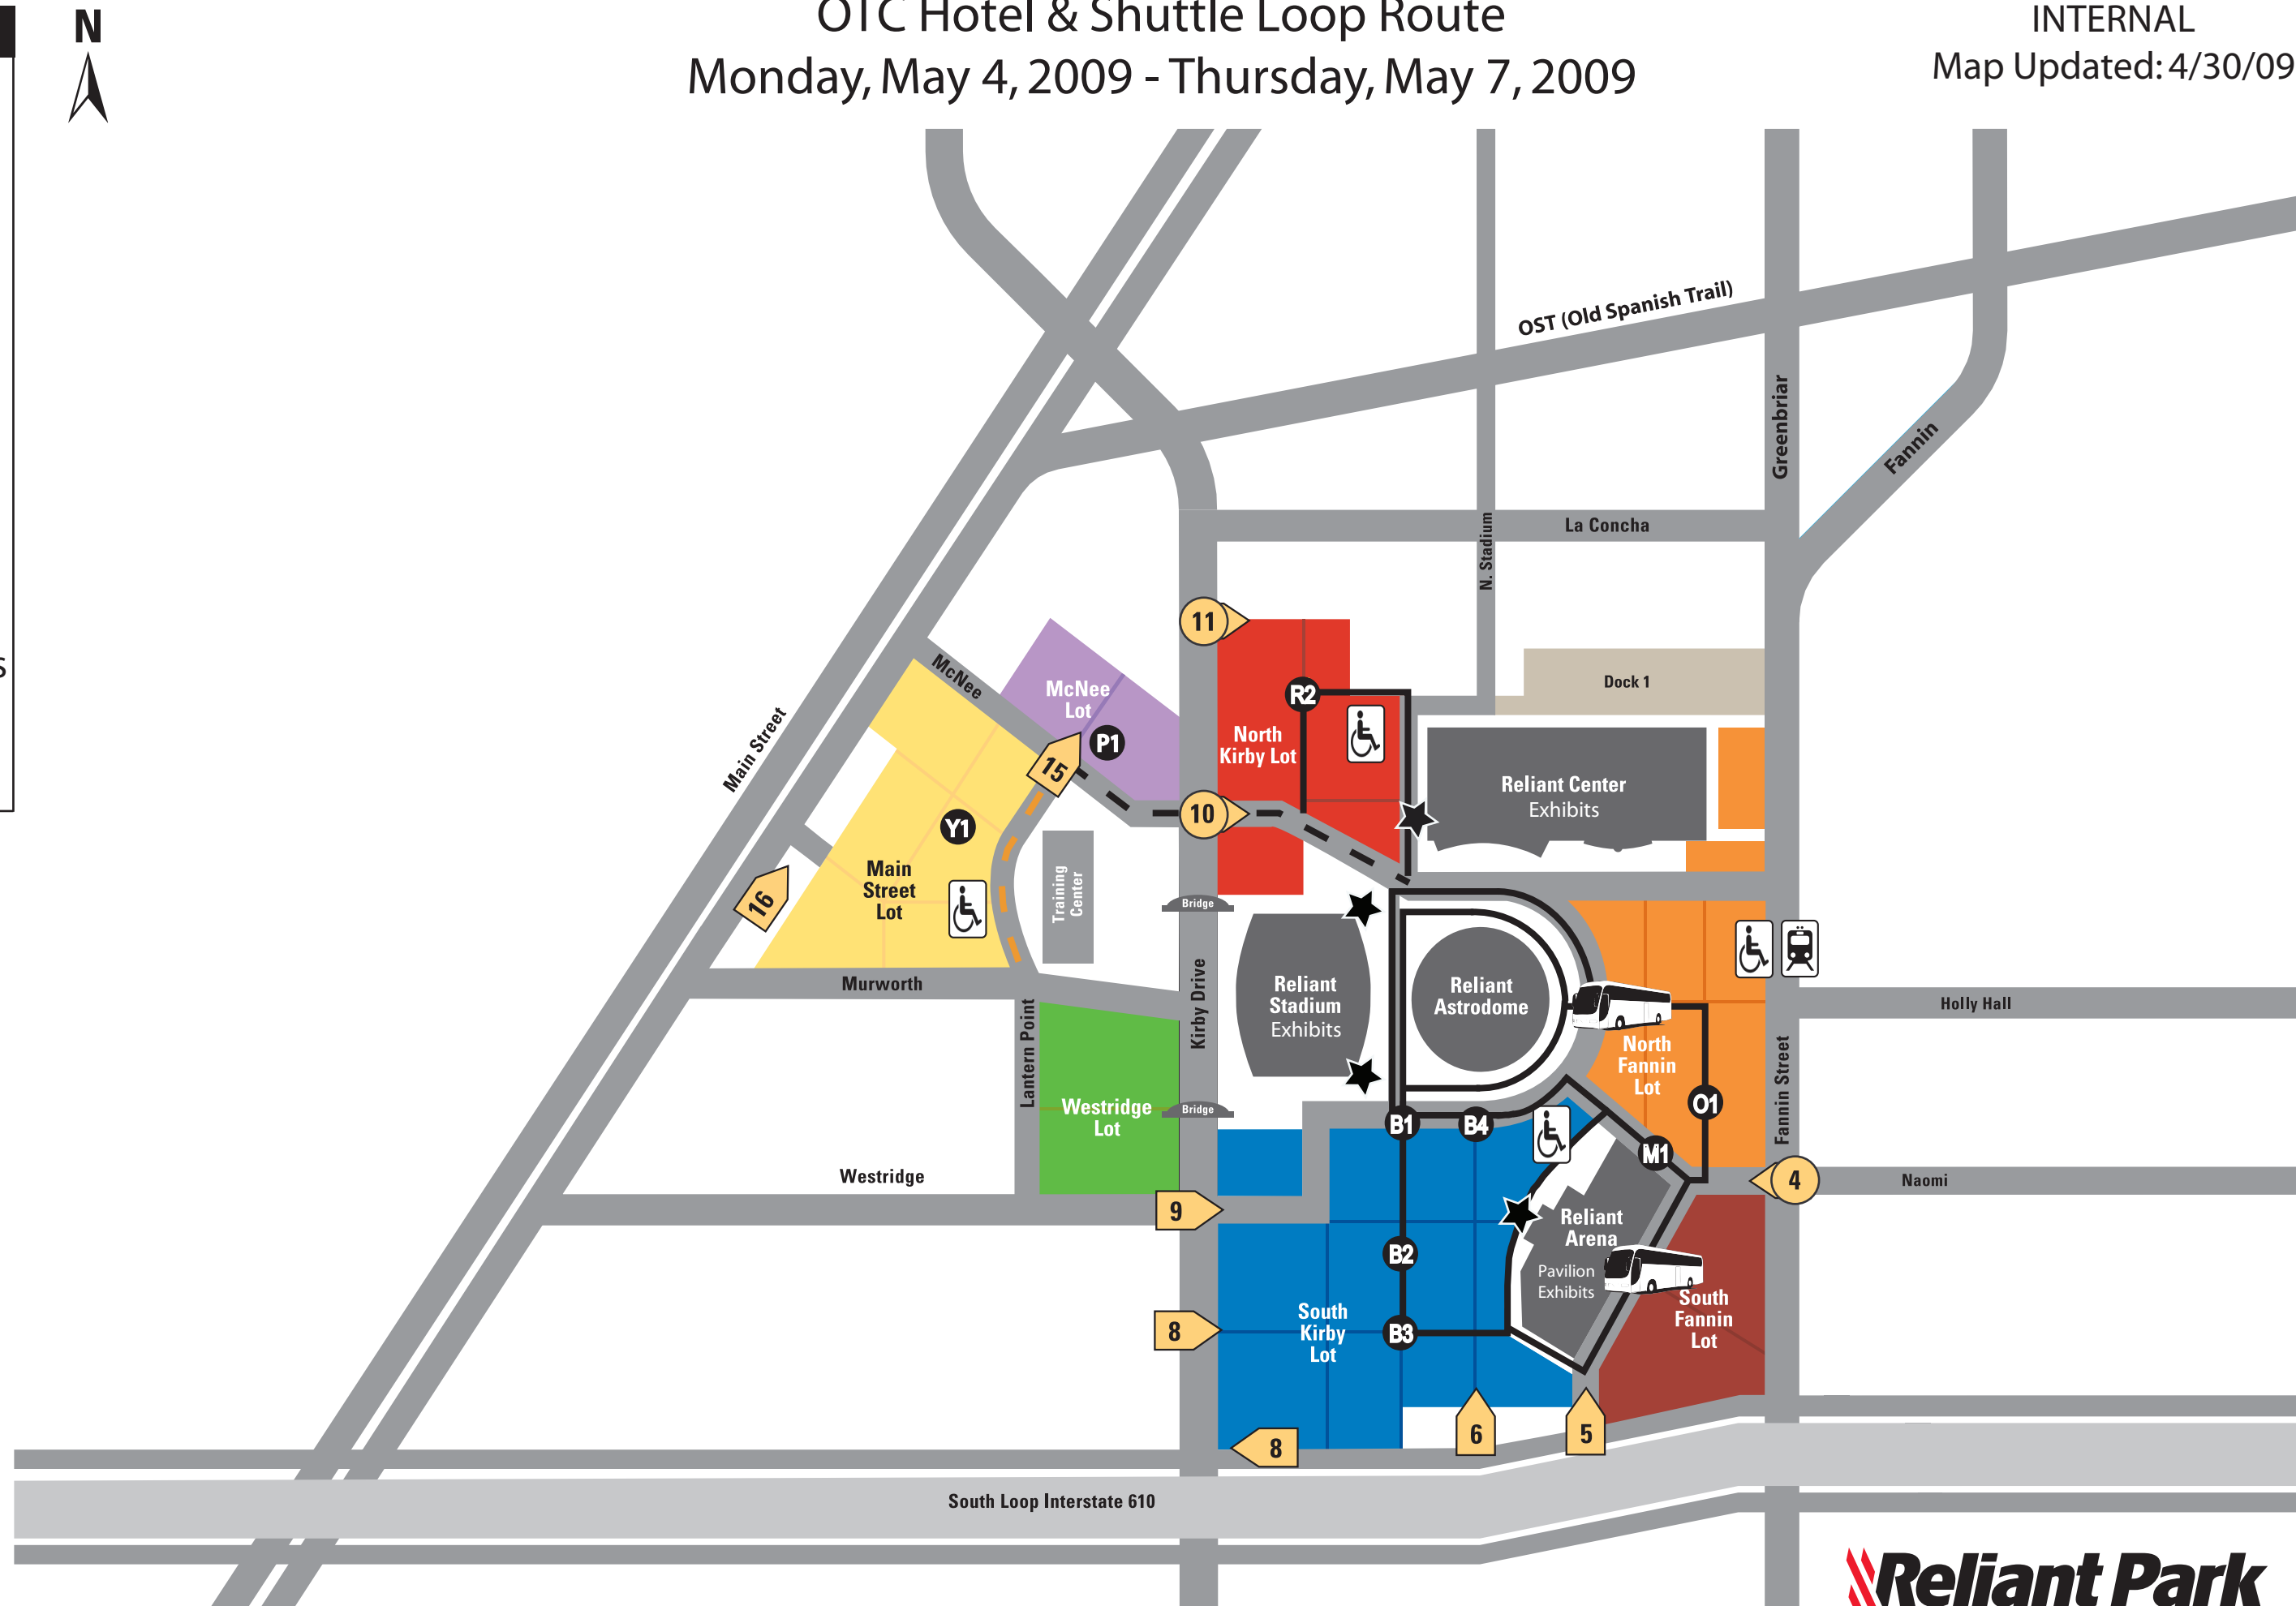 OTC Hotel & Shuttle Loop Route
Monday, May 4, 2009 - Thursday, May 7, 2009
INTERNAL
Map Updated: 4/30/09
N
OST (Old Spanish Trail)
Greenbriar
Fannin
La Concha
N. Stadium
11
McNee
McNee
Lot
P1
R2
North
Kirby Lot
Dock 1
Main Street
15
10
Reliant Center
Exhibits
Y1
Main
Street
Lot
16
Training
Center
Bridge
Murworth
Kirby Drive
Reliant
Stadium
Exhibits
Reliant
Astrodome
Holly Hall
Lantern Point
North
Fannin
Lot
Fannin Street
O1
Westridge
Lot
Bridge
B1
B4
M1
4
Naomi
Westridge
9
Reliant
Arena
Pavilion
Exhibits
B2
8
South
Kirby
Lot
B3
South
Fannin
Lot
8
6
5
South Loop Interstate 610
Reliant Park